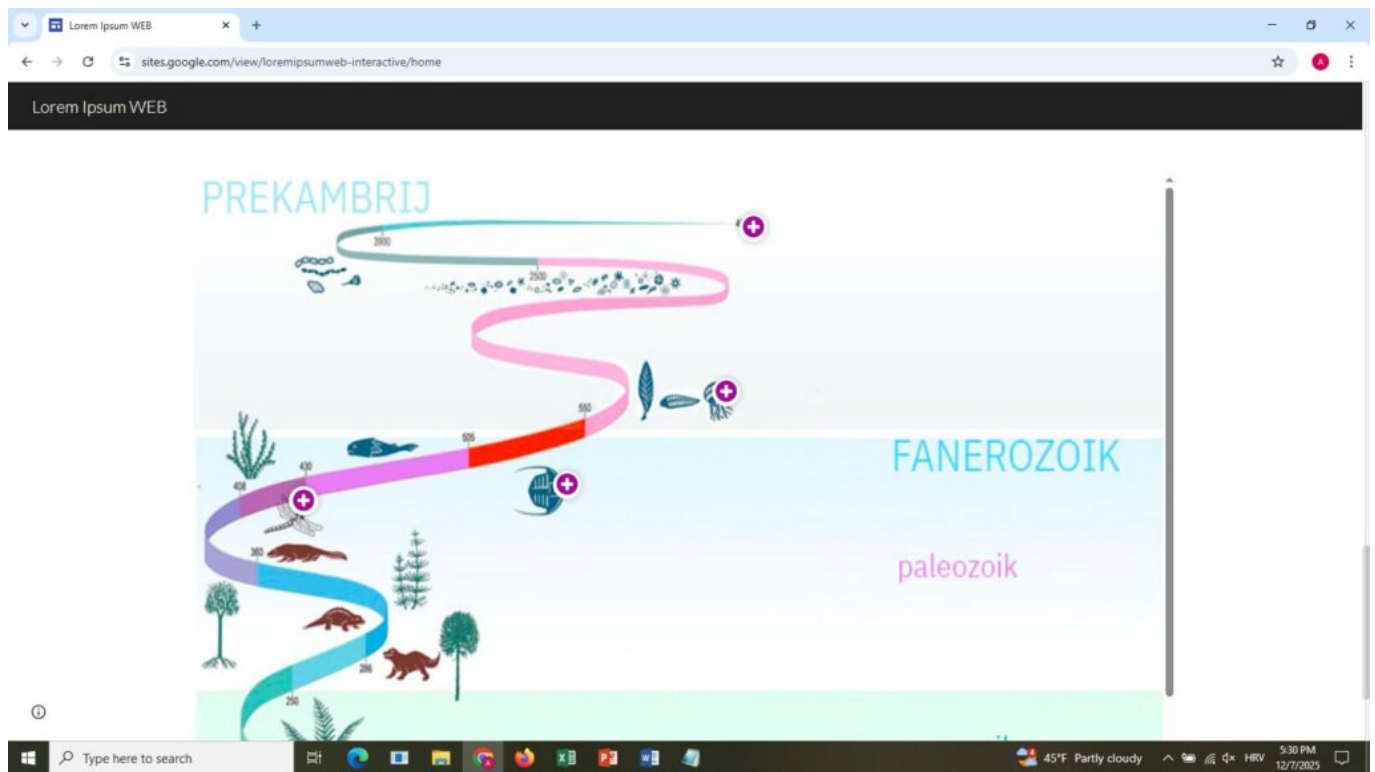 Lorem Ipsum WEB
sites.google.com/view/loremipsumweb-interactive/home
A
Lorem Ipsum WEB
PREKAMBRIJ
3900
2500
550
505
FANEROZOIK
430
408
360
paleozoik
286
250
Type here to search
45°F Partly cloudy
HRV
5:30 PM
12/7/2025